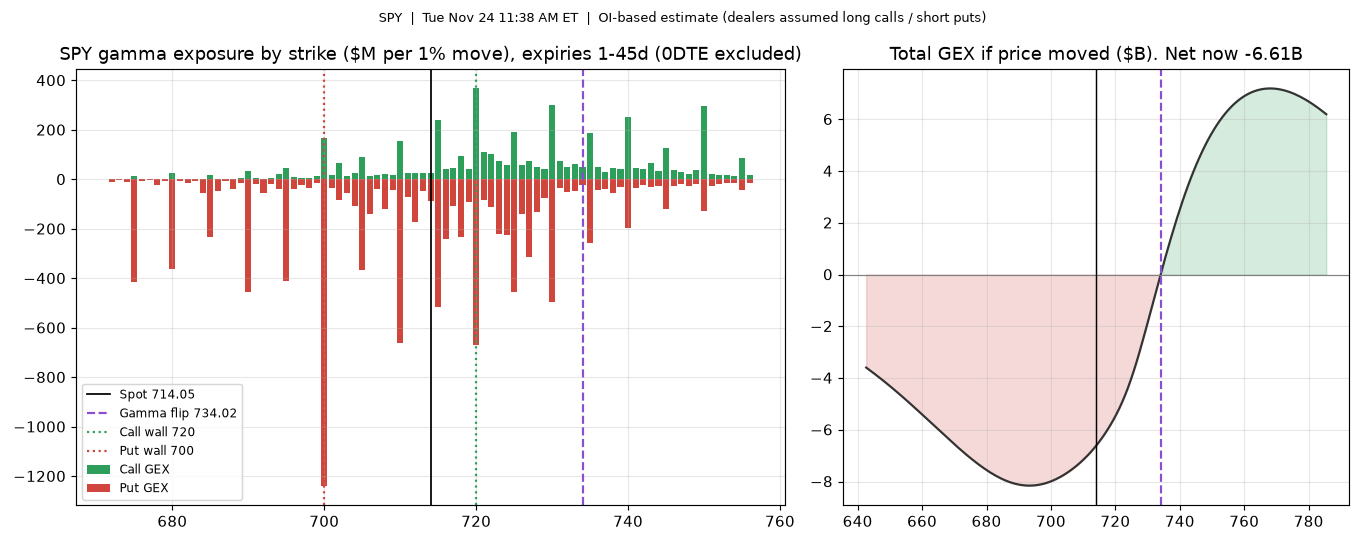 SPY | Tue Nov 24 11:38 AM ET | OI-based estimate (dealers assumed long calls / short puts)
SPY gamma exposure by strike ($M per 1% move), expiries 1-45d (0DTE excluded)
400
200
0
−200
−400
−600
−800
−1000
−1200
Spot 714.05
Gamma flip 734.02
Call wall 720
Put wall 700
Call GEX
Put GEX
680 700 720 740 760
Total GEX if price moved ($B). Net now -6.61B
6
4
2
0
−2
−4
−6
−8
640 660 680 700 720 740 760 780